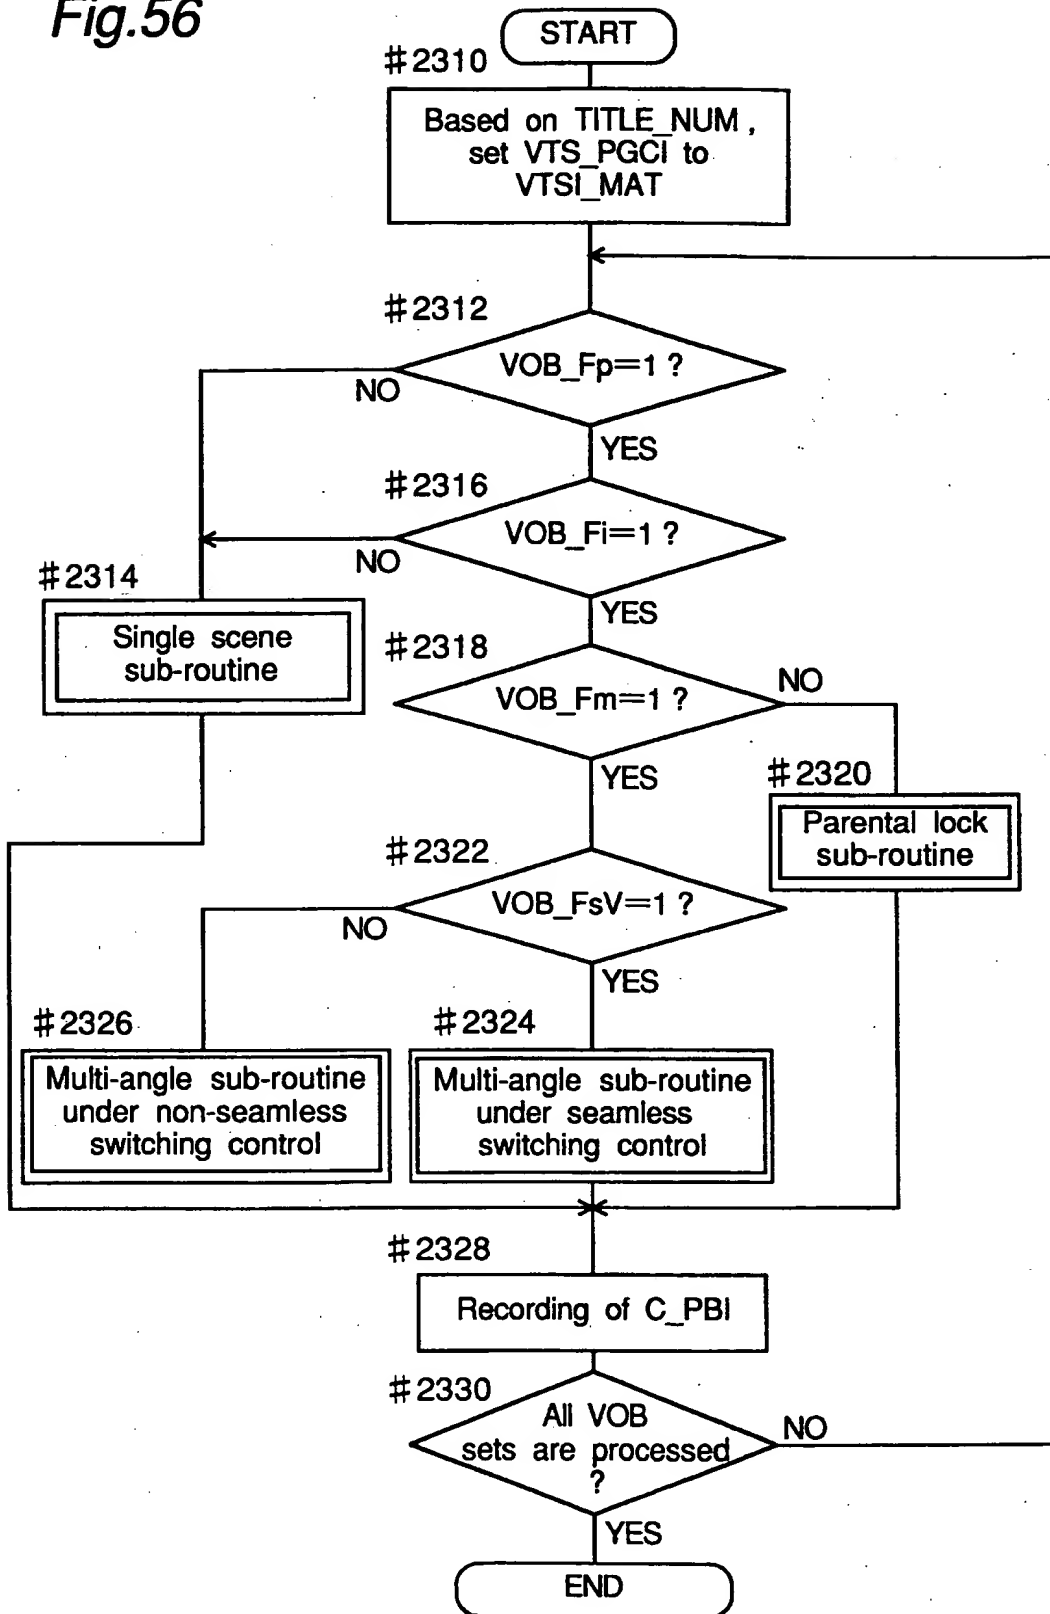 Fig.56
START
#2310
Based on TITLE_NUM,
set VTS_PGCI to
VTSI_MAT
#2312
VOB_Fp=1 ?
NO
YES
#2316
VOB_Fi=1 ?
NO
YES
#2314
Single scene
sub-routine
#2318
VOB_Fm=1 ?
NO
YES
#2320
Parental lock
sub-routine
#2322
VOB_FsV=1 ?
NO
YES
#2326
Multi-angle sub-routine
under non-seamless
switching control
#2324
Multi-angle sub-routine
under seamless
switching control
#2328
Recording of C_PBI
#2330
All VOB
sets are processed
?
NO
YES
END